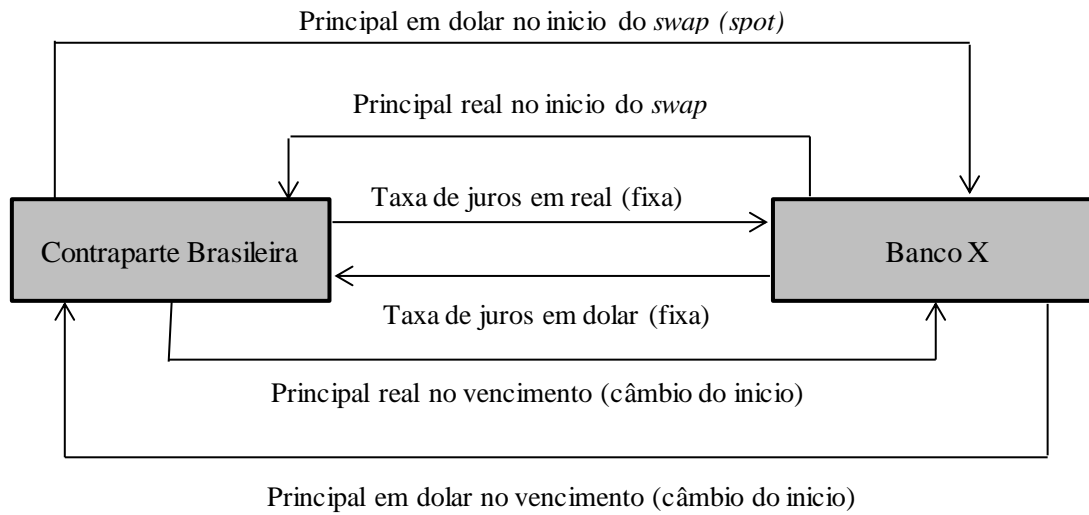 Principal em dolar no inicio do swap (spot)
Principal real no inicio do swap
Taxa de juros em real (fixa)
Contraparte Brasileira
Banco X
Taxa de juros em dolar (fixa)
Principal real no vencimento (câmbio do inicio)
Principal em dolar no vencimento (câmbio do inicio)